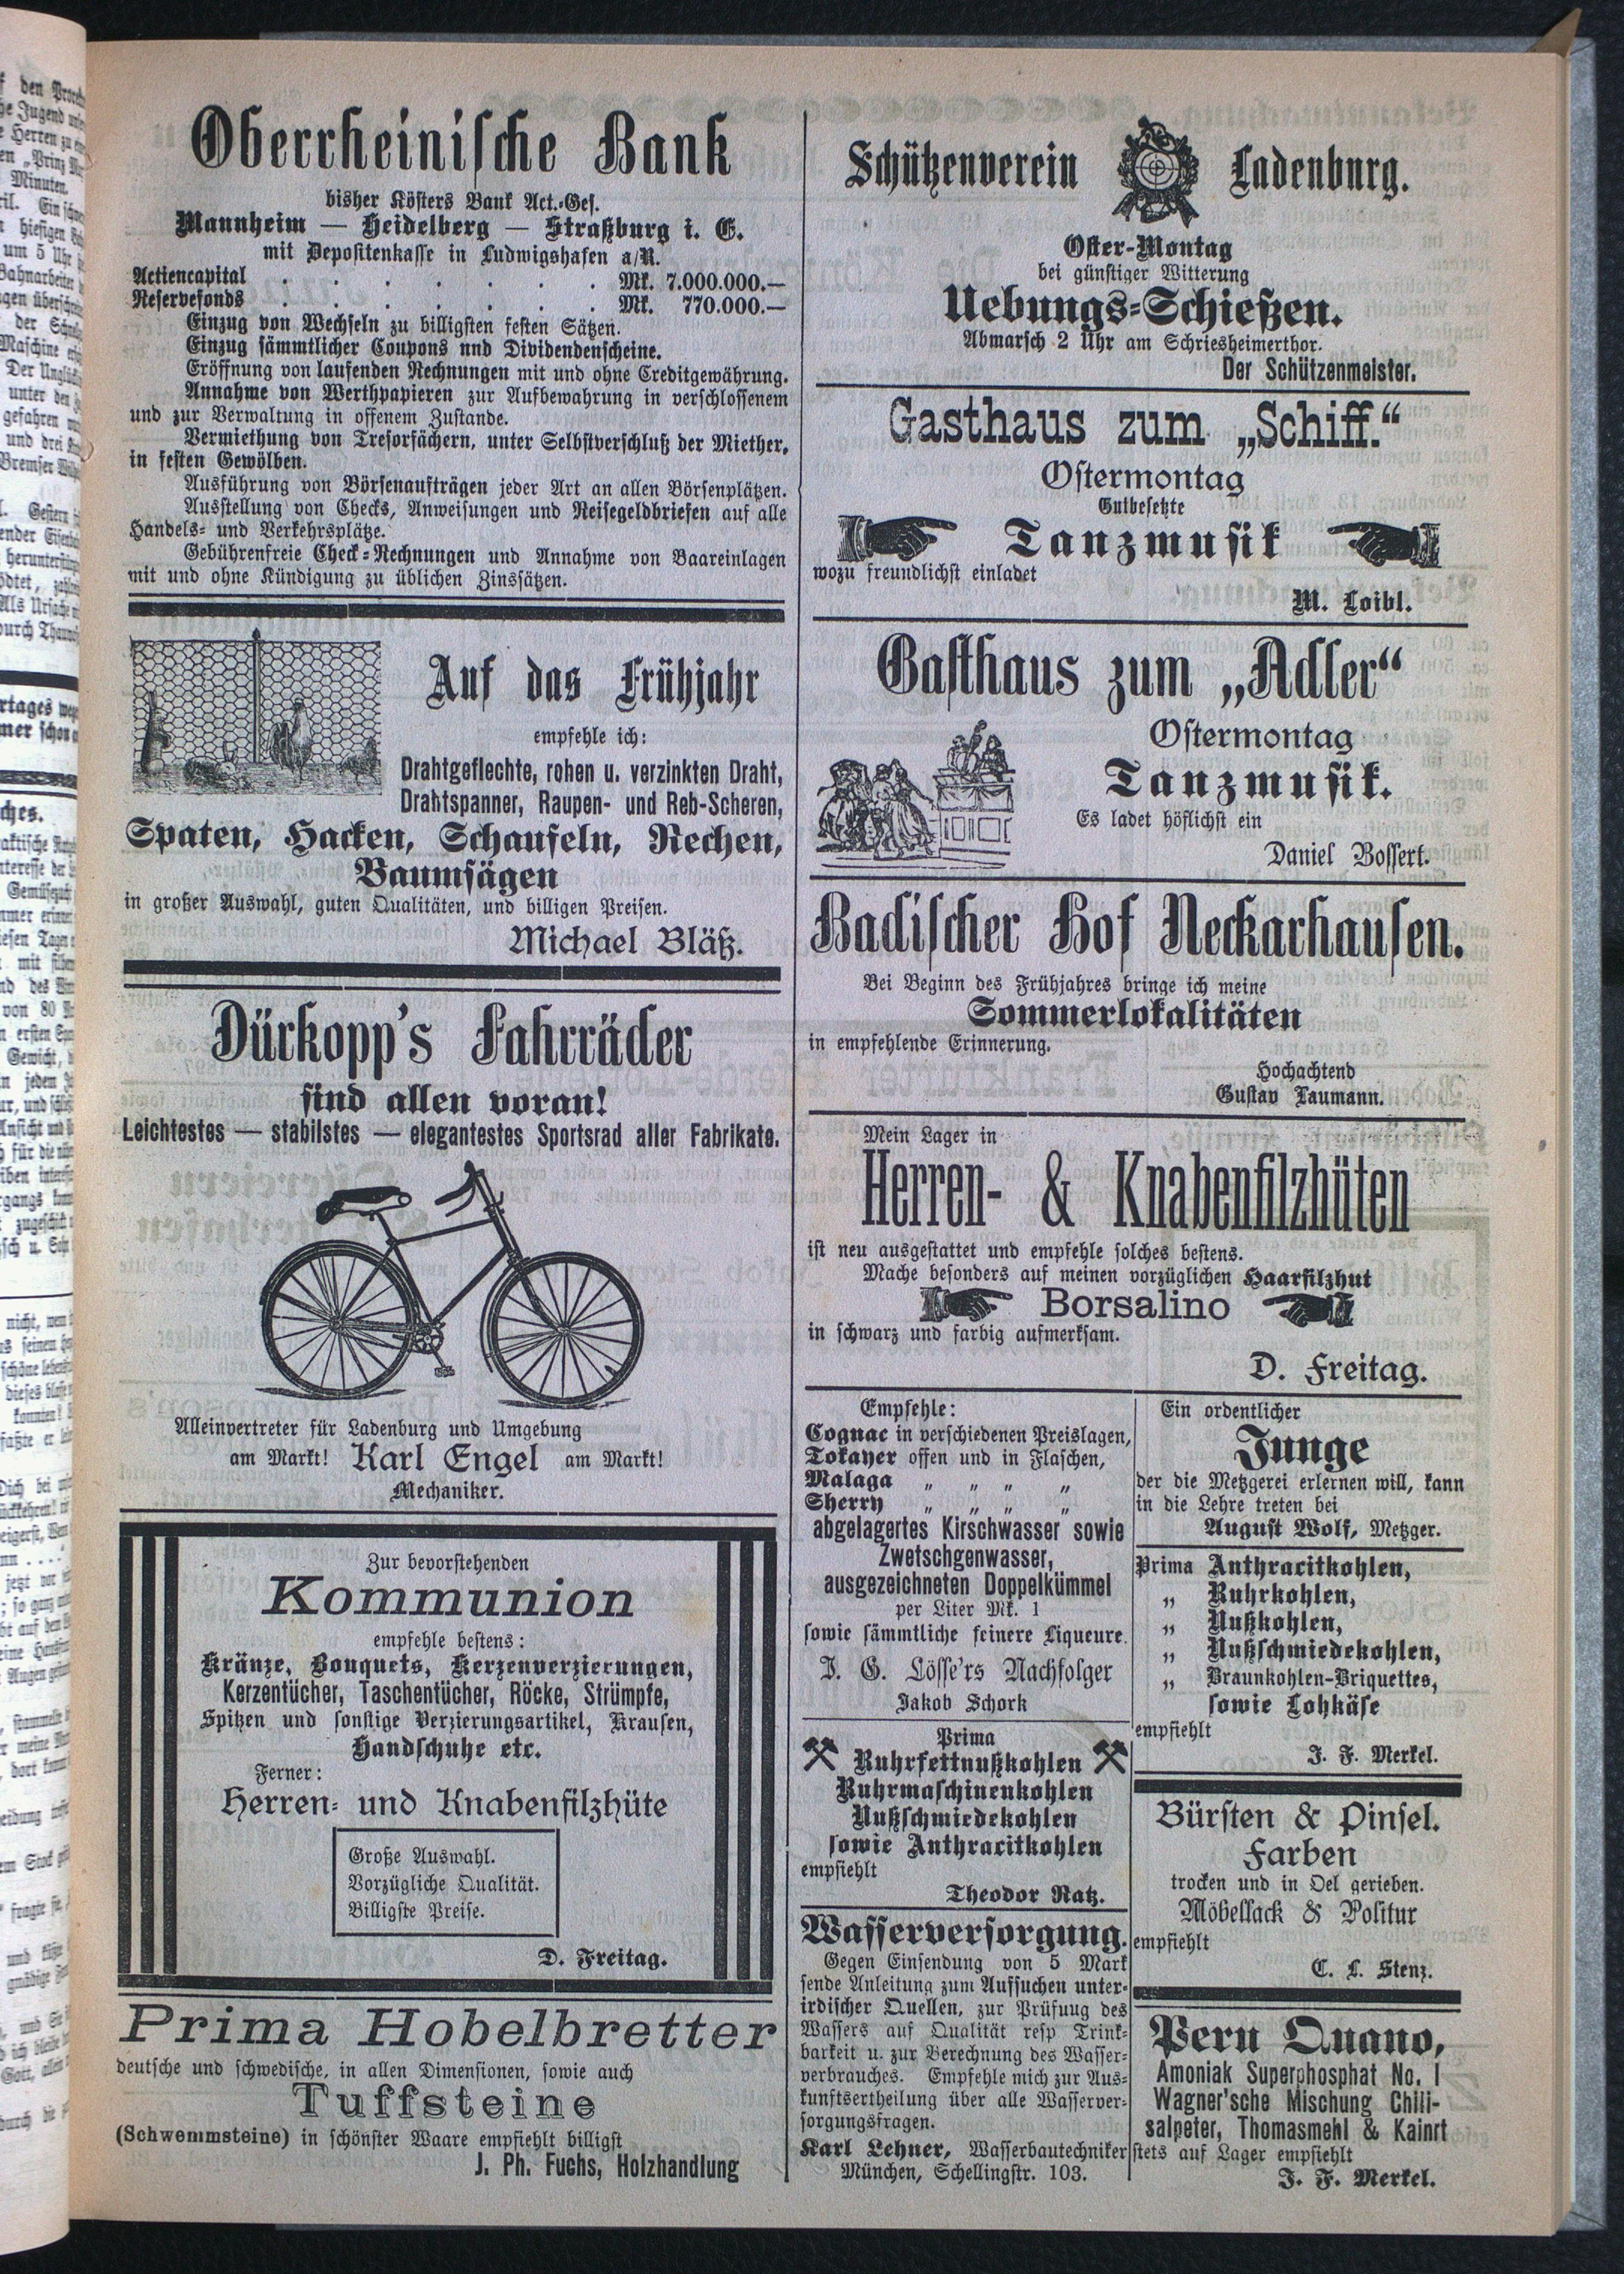 Oberrheinische Bank
bisher Kösters Bank Act.-Ges.
Mannheim — Heidelberg — Straßburg i. E.
mit Depositenkasse in Ludwigshafen a/R.
Actiencapital . . . . . . . Mk. 7.000.000.—
Reservefonds . . . . . . . Mk. 770.000.—
Einzug von Wechseln zu billigsten festen Sätzen.
Einzug sämmtlicher Coupons nnd Dividendenscheine.
Eröffnung von laufenden Rechnungen mit und ohne Creditgewährung.
Annahme von Werthpapieren zur Aufbewahrung in verschlossenem
und zur Verwaltung in offenem Zustande.
Vermiethung von Tresorfächern, unter Selbstverschluß der Miether,
in festen Gewölben.
Ausführung von Börsenaufträgen jeder Art an allen Börsenplätzen.
Ausstellung von Checks, Anweisungen und Reisegeldbriefen auf alle
Handels- und Verkehrsplätze.
Gebührenfreie Check-Rechnungen und Annahme von Baareinlagen
mit und ohne Kündigung zu üblichen Zinssätzen.
Auf das Frühjahr
empfehle ich:
Drahtgeflechte, rohen u. verzinkten Draht,
Drahtspanner, Raupen- und Reb-Scheren,
Spaten, Hacken, Schaufeln, Rechen,
Baumsägen
in großer Auswahl, guten Qualitäten, und billigen Preisen.
Michael Bläß.
Dürkopp's Fahrräder
sind allen voran!
Leichtestes — stabilstes — elegantestes Sportsrad aller Fabrikate.
Alleinvertreter für Ladenburg und Umgebung
am Markt! Karl Engel am Markt!
Mechaniker.
Zur bevorstehenden
Kommunion
empfehle bestens:
Kränze, Bouquets, Kerzenverzierungen,
Kerzentücher, Taschentücher, Röcke, Strümpfe,
Spitzen und sonstige Verzierungsartikel, Krausen,
Handschuhe etc.
Ferner:
Herren- und Knabenfilzhüte
Große Auswahl.
Vorzügliche Qualität.
Billigste Preise.
D. Freitag.
Prima Hobelbretter
deutsche und schwedische, in allen Dimensionen, sowie auch
Tuffsteine
(Schwemmsteine) in schönster Waare empfiehlt billigst
J. Ph. Fuchs, Holzhandlung
Schützenverein Ladenburg.
Oster-Montag
bei günstiger Witterung
Uebungs-Schießen.
Abmarsch 2 Uhr am Schriesheimerthor.
Der Schützenmeister.
Gasthaus zum „Schiff.“
Ostermontag
Gutbesetzte
Tanzmusik
wozu freundlichst einladet
M. Loibl.
Gasthaus zum „Adler“
Ostermontag
Tanzmusik.
Es ladet höflichst ein
Daniel Bossert.
Badischer Hof Neckarhausen.
Bei Beginn des Frühjahres bringe ich meine
Sommerlokalitäten
in empfehlende Erinnerung.
Hochachtend
Gustav Laumann.
Mein Lager in
Herren- & Knabenfilzhüten
ist neu ausgestattet und empfehle solches bestens.
Mache besonders auf meinen vorzüglichen Haarfilzhut
Borsalino
in schwarz und farbig aufmerksam.
D. Freitag.
Empfehle:
Cognac in verschiedenen Preislagen,
Tokayer offen und in Flaschen,
Malaga „ „ „ „
Sherry „ „ „ „
abgelagertes Kirschwasser sowie
Zwetschgenwasser,
ausgezeichneten Doppelkümmel
per Liter Mk. 1
sowie sämmtliche feinere Liqueure.
J. G. Lösse'rs Nachfolger
Jakob Schork
Prima
Ruhrfettnußkohlen
Ruhrmaschinenkohlen
Nußschmiedekohlen
sowie Anthracitkohlen
empfiehlt
Theodor Ratz.
Wasserversorgung.
Gegen Einsendung von 5 Mark
sende Anleitung zum Aufsuchen unter-
irdischer Quellen, zur Prüfung des
Wassers auf Qualität resp Trink-
barkeit u. zur Berechnung des Wasser-
verbrauches. Empfehle mich zur Aus-
kunftsertheilung über alle Wasserver-
sorgungsfragen.
Karl Lehner, Wasserbautechniker
München, Schellingstr. 103.
Ein ordentlicher
Junge
der die Metzgerei erlernen will, kann
in die Lehre treten bei
August Wolf, Metzger.
Prima Anthracitkohlen,
„ Ruhrkohlen,
„ Nußkohlen,
„ Nußschmiedekohlen,
„ Braunkohlen-Briquettes,
sowie Lohkäse
empfiehlt
J. F. Merkel.
Bürsten & Pinsel.
Farben
trocken und in Oel gerieben.
Möbellack & Politur
empfiehlt
C. L. Stenz.
Peru Quano,
Amoniak Superphosphat No. I
Wagner'sche Mischung Chili-
salpeter, Thomasmehl & Kainrt
stets auf Lager empfiehlt
J. F. Merkel.